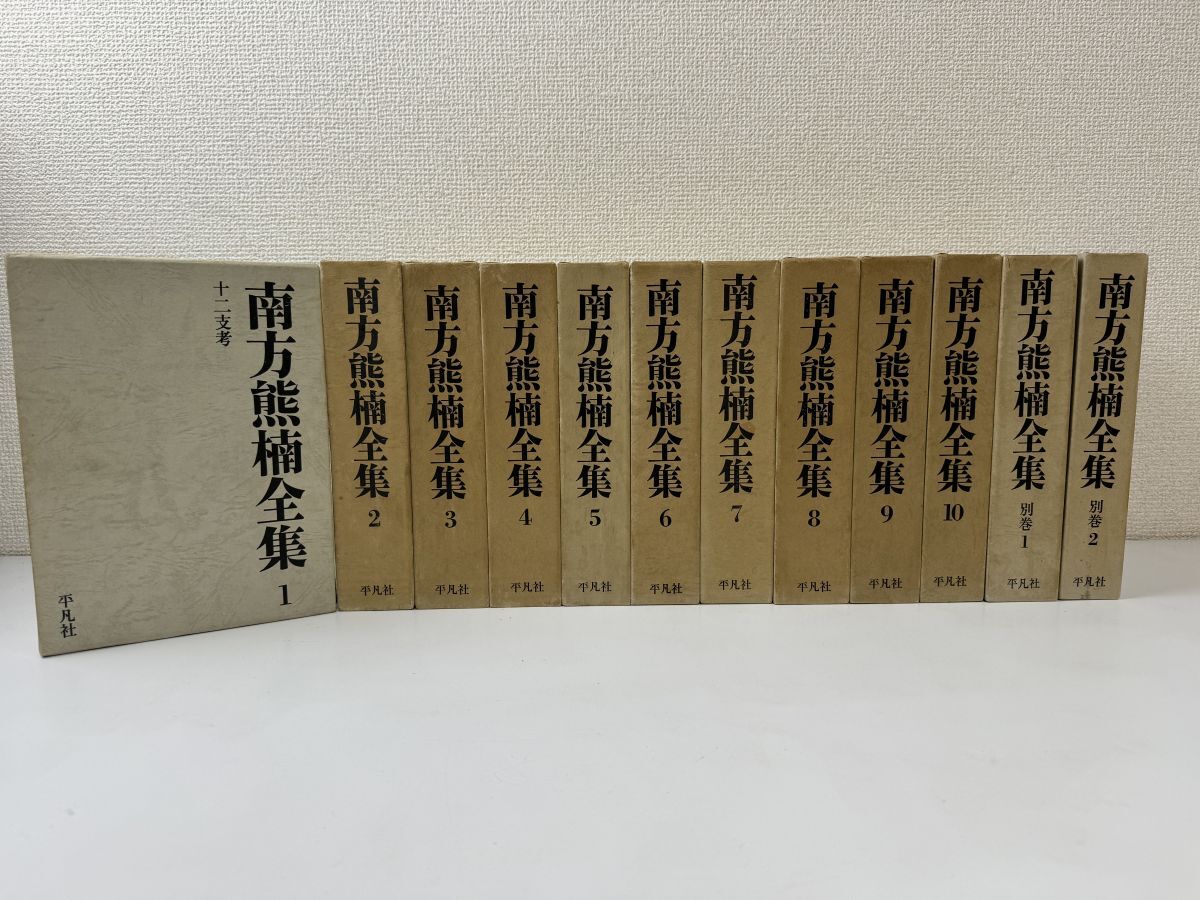 南方熊楠全集 1
十二支考
平凡社
南方熊楠全集 2
平凡社
南方熊楠全集 3
平凡社
南方熊楠全集 4
平凡社
南方熊楠全集 5
平凡社
南方熊楠全集 6
平凡社
南方熊楠全集 7
平凡社
南方熊楠全集 8
平凡社
南方熊楠全集 9
平凡社
南方熊楠全集 10
平凡社
南方熊楠全集 別巻 1
平凡社
南方熊楠全集 別巻 2
平凡社